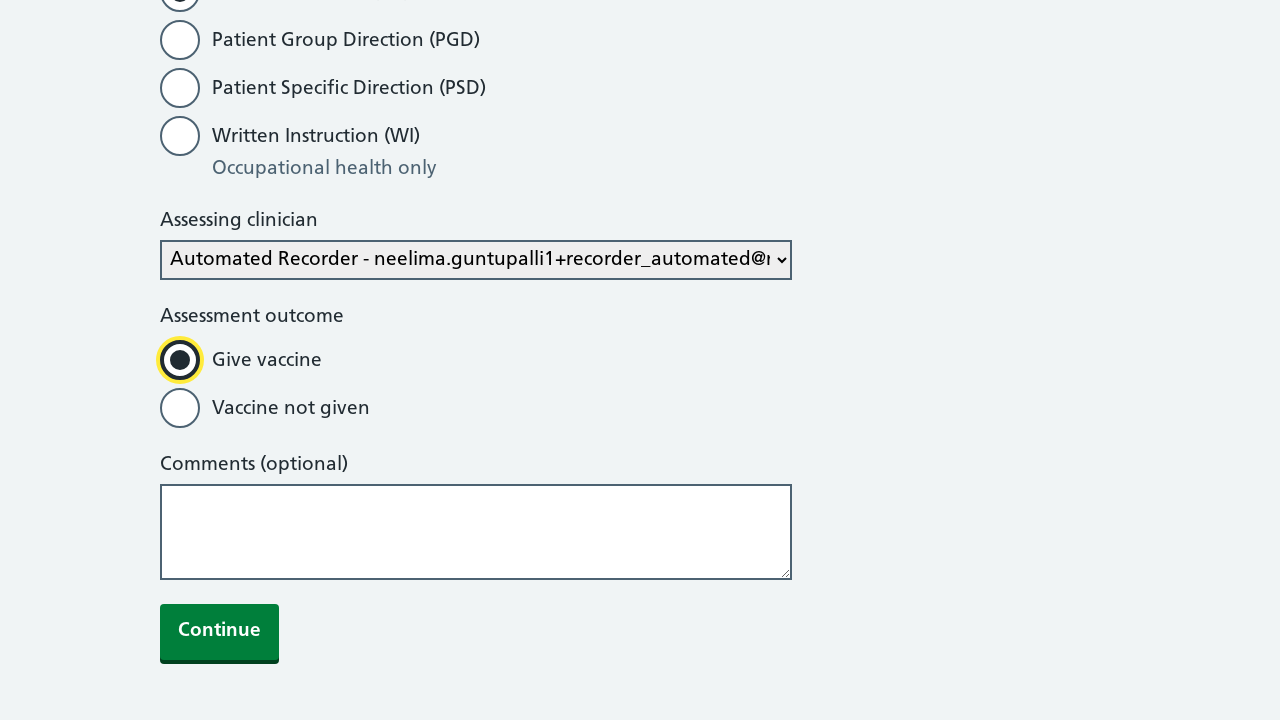 Patient Group Direction (PGD)
Patient Specific Direction (PSD)
Written Instruction (WI)
Occupational health only
Assessing clinician
Automated Recorder - neelima.guntupalli1+recorder_automated@
Assessment outcome
Give vaccine
Vaccine not given
Comments (optional)
Continue